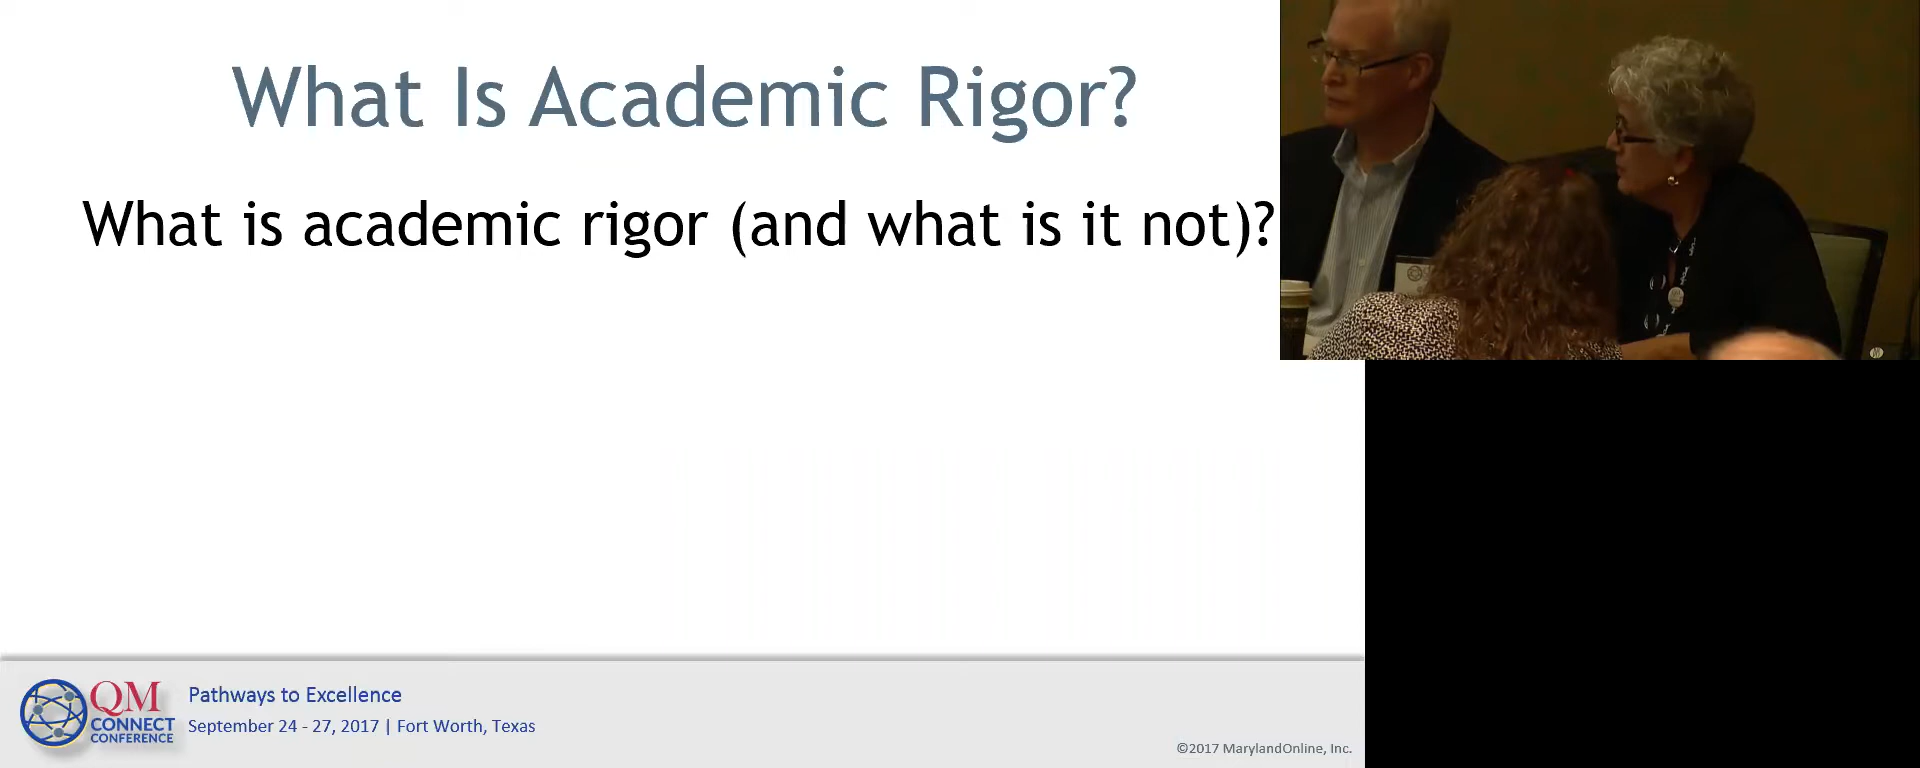 What Is Academic Rigor?
What is academic rigor (and what is it not)?
QM
CONNECT
CONFERENCE
Pathways to Excellence
September 24 - 27, 2017 | Fort Worth, Texas
©2017 MarylandOnline, Inc.